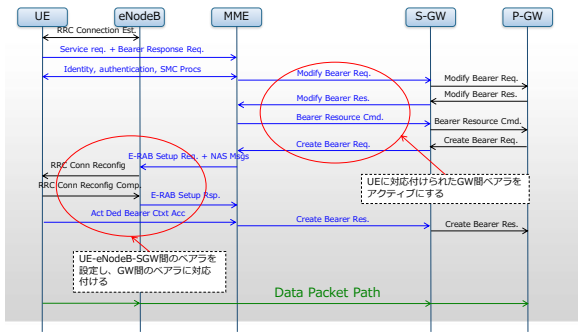 UE
eNodeB
MME
S-GW
P-GW
RRC Connection Est.
Service req. + Bearer Response Req.
Identity, authentication, SMC Procs
Modify Bearer Req.
Modify Bearer Req.
Modify Bearer Res.
Modify Bearer Res.
Bearer Resource Cmd.
Bearer Resource Cmd.
Create Bearer Req.
Create Bearer Req.
E-RAB Setup Req. + NAS Msgs
RRC Conn Reconfig
RRC Conn Reconfig Comp.
E-RAB Setup Rsp.
Act Ded Bearer Ctxt Acc
Create Bearer Res.
Create Bearer Res.
UEに対応付けられたGW間ベアラを
アクティブにする
UE-eNodeB-SGW間のベアラを
設定し、GW間のベアラに対応
付ける
Data Packet Path